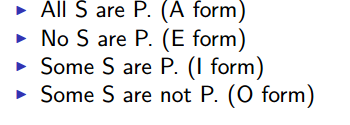 ▶ All S are P. (A form)
▶ No S are P. (E form)
▶ Some S are P. (I form)
▶ Some S are not P. (O form)